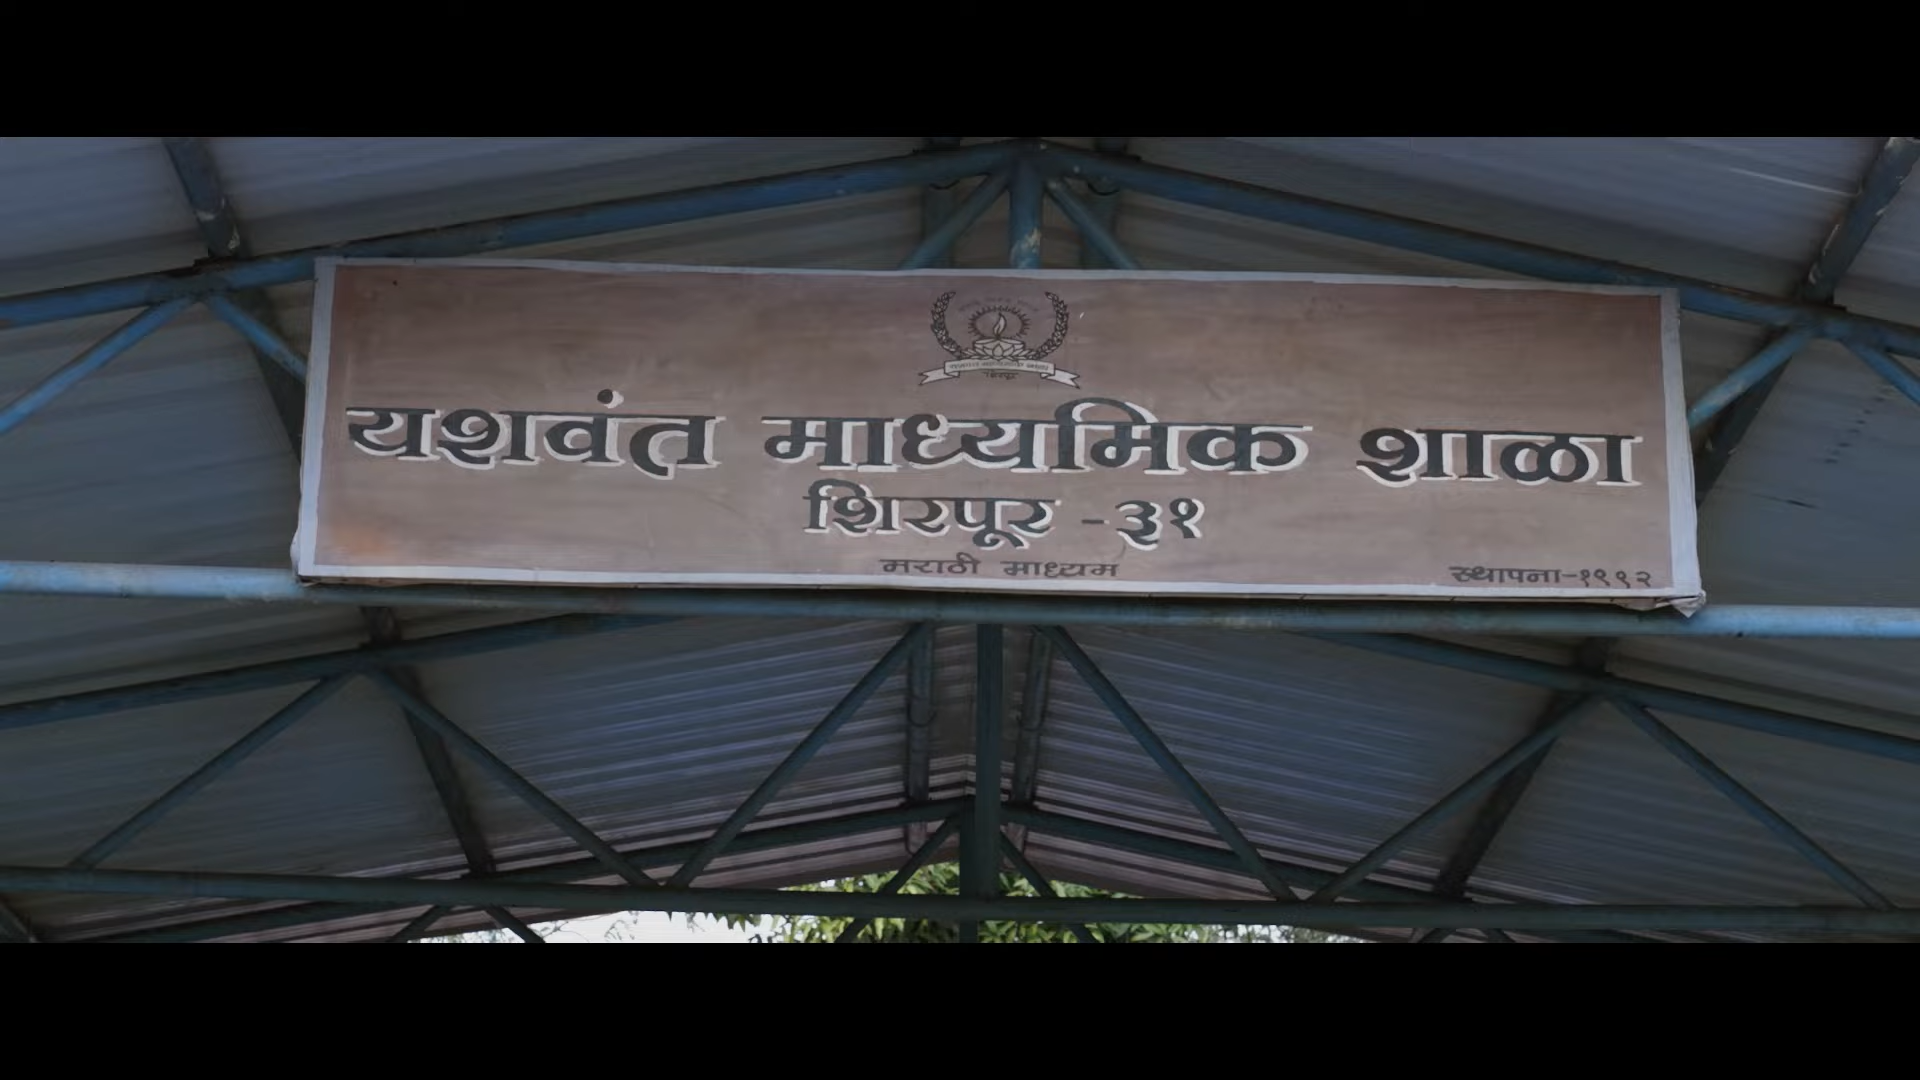 यशवंत माध्यमिक शाळा
शिरपूर -३१
मराठी माध्यम
स्थापना-१९९२